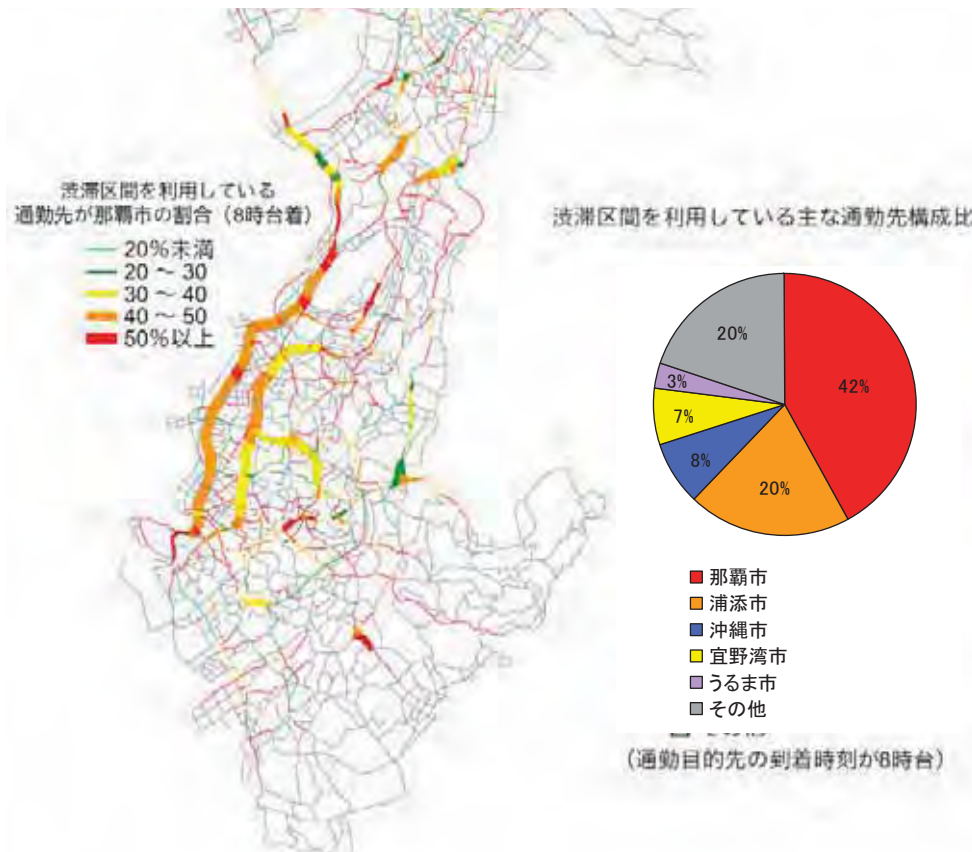 渋滞区間を利用している
通勤先が那覇市の割合（8時台着）
20％未満
20 ～ 30
30 ～ 40
40 ～ 50
50％以上
渋滞区間を利用している主な通勤先構成比
42%
20%
8%
7%
3%
20%
那覇市
浦添市
沖縄市
宜野湾市
うるま市
その他
（通勤目的先の到着時刻が8時台）